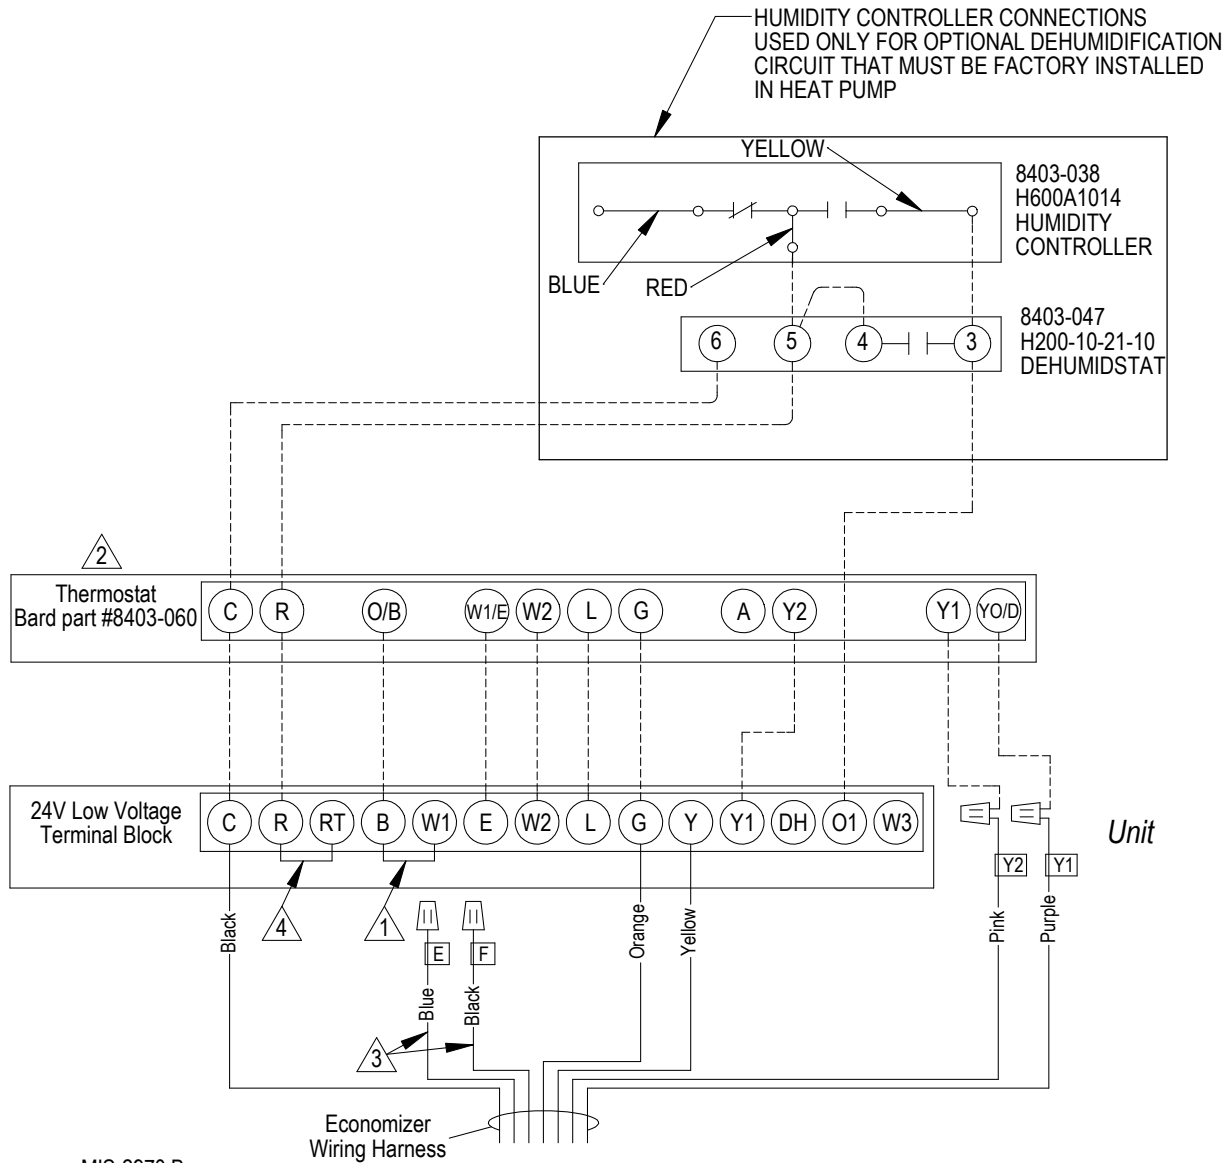 HUMIDITY CONTROLLER CONNECTIONS
USED ONLY FOR OPTIONAL DEHUMIDIFICATION
CIRCUIT THAT MUST BE FACTORY INSTALLED
IN HEAT PUMP
YELLOW
8403-038
H600A1014
HUMIDITY
CONTROLLER
BLUE
RED
8403-047
H200-10-21-10
DEHUMIDSTAT
6 5 4 3
2
Thermostat
Bard part #8403-060
C R O/B W1/E W2 L G A Y2 Y1 YO/D
24V Low Voltage
Terminal Block
C R RT B W1 E W2 L G Y Y1 DH O1 W3
Unit
Y2 Y1
4 1
Black
Orange
Yellow
Pink
Purple
E F
Blue
Black
3
Economizer
Wiring Harness